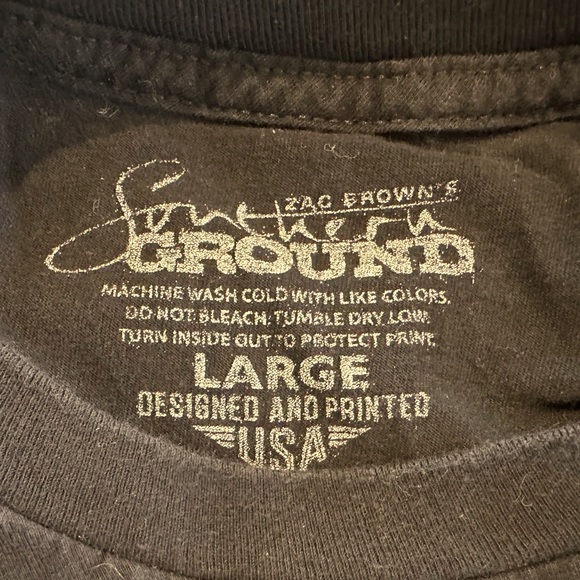 ZAC BROWN'S
Southern
GROUND
MACHINE WASH COLD WITH LIKE COLORS.
DO NOT BLEACH. TUMBLE DRY LOW.
TURN INSIDE OUT TO PROTECT PRINT.
LARGE
DESIGNED AND PRINTED
USA